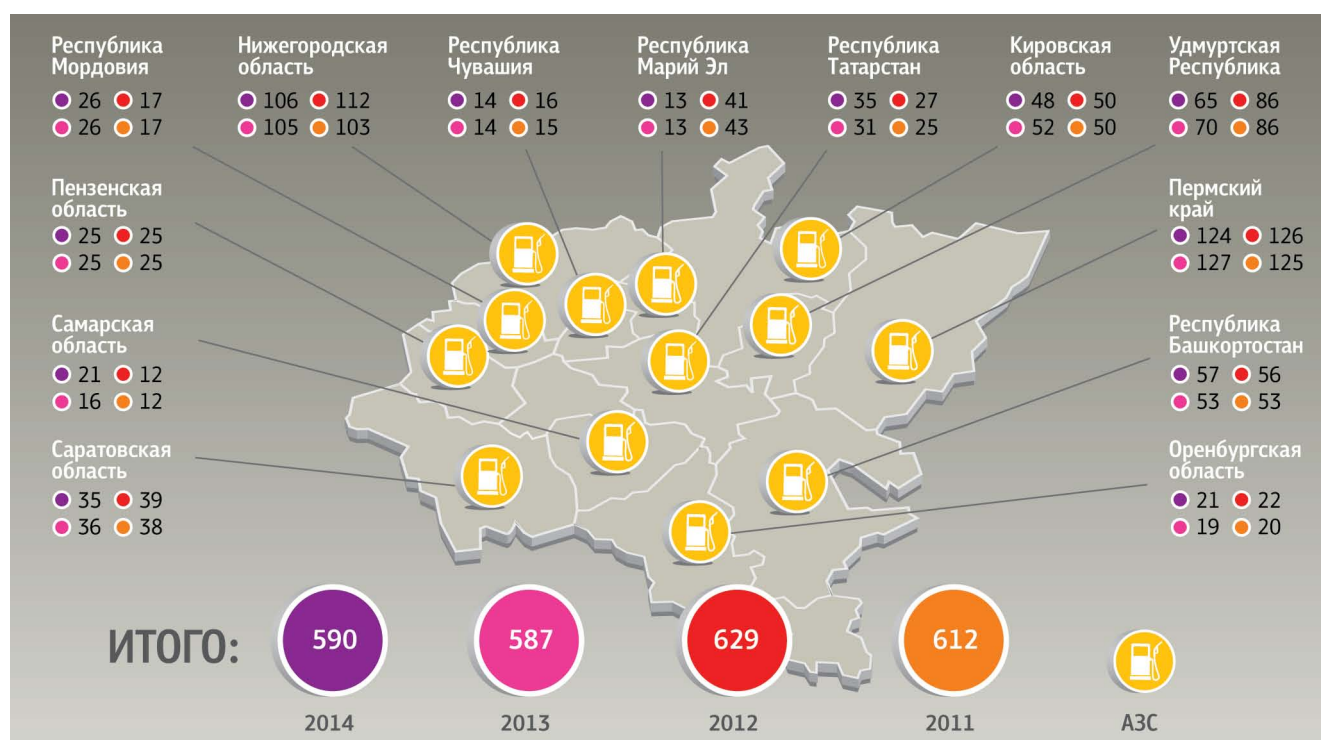 Республика
Мордовия
26 17
26 17
Нижегородская
область
106 112
105 103
Республика
Чувашия
14 16
14 15
Республика
Марий Эл
13 41
13 43
Республика
Татарстан
35 27
31 25
Кировская
область
48 50
52 50
Удмуртская
Республика
65 86
70 86
Пензенская
область
25 25
25 25
Пермский
край
124 126
127 125
Самарская
область
21 12
16 12
Республика
Башкортостан
57 56
53 53
Саратовская
область
35 39
36 38
Оренбургская
область
21 22
19 20
ИТОГО: 590 587 629 612
2014 2013 2012 2011 АЗС